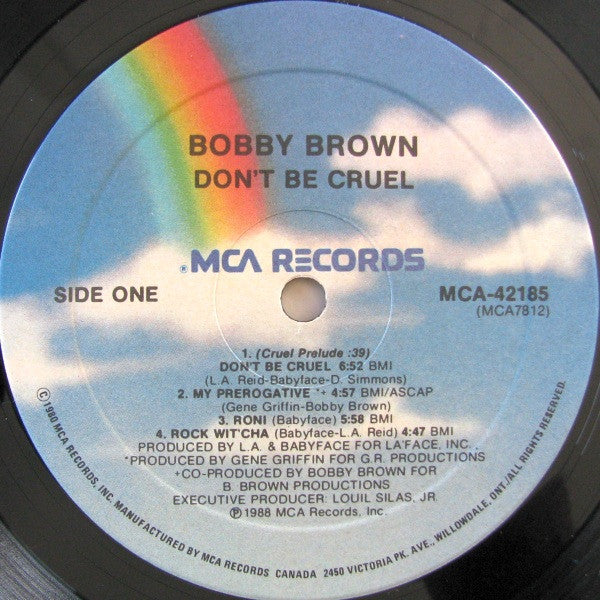 BOBBY BROWN
DON'T BE CRUEL
®MCA RECORDS
SIDE ONE
MCA-42185
(MCA7812)
1. (Cruel Prelude :39)
DON'T BE CRUEL 6:52 BMI
(L.A. Reid-Babyface-D. Simmons)
2. MY PREROGATIVE *+ 4:57 BMI/ASCAP
(Gene Griffin-Bobby Brown)
3. RONI (Babyface) 5:58 BMI
4. ROCK WIT'CHA (Babyface-L.A. Reid) 4:47 BMI
PRODUCED BY L.A. & BABYFACE FOR LA'FACE, INC.
*PRODUCED BY GENE GRIFFIN FOR G.R. PRODUCTIONS
+CO-PRODUCED BY BOBBY BROWN FOR
B. BROWN PRODUCTIONS
EXECUTIVE PRODUCER: LOUIL SILAS, JR.
Ⓟ1988 MCA Records, Inc.
©1980 MCA RECORDS, INC. MANUFACTURED BY MCA RECORDS CANADA 2450 VICTORIA PK. AVE., WILLOWDALE, ONT./ALL RIGHTS RESERVED.